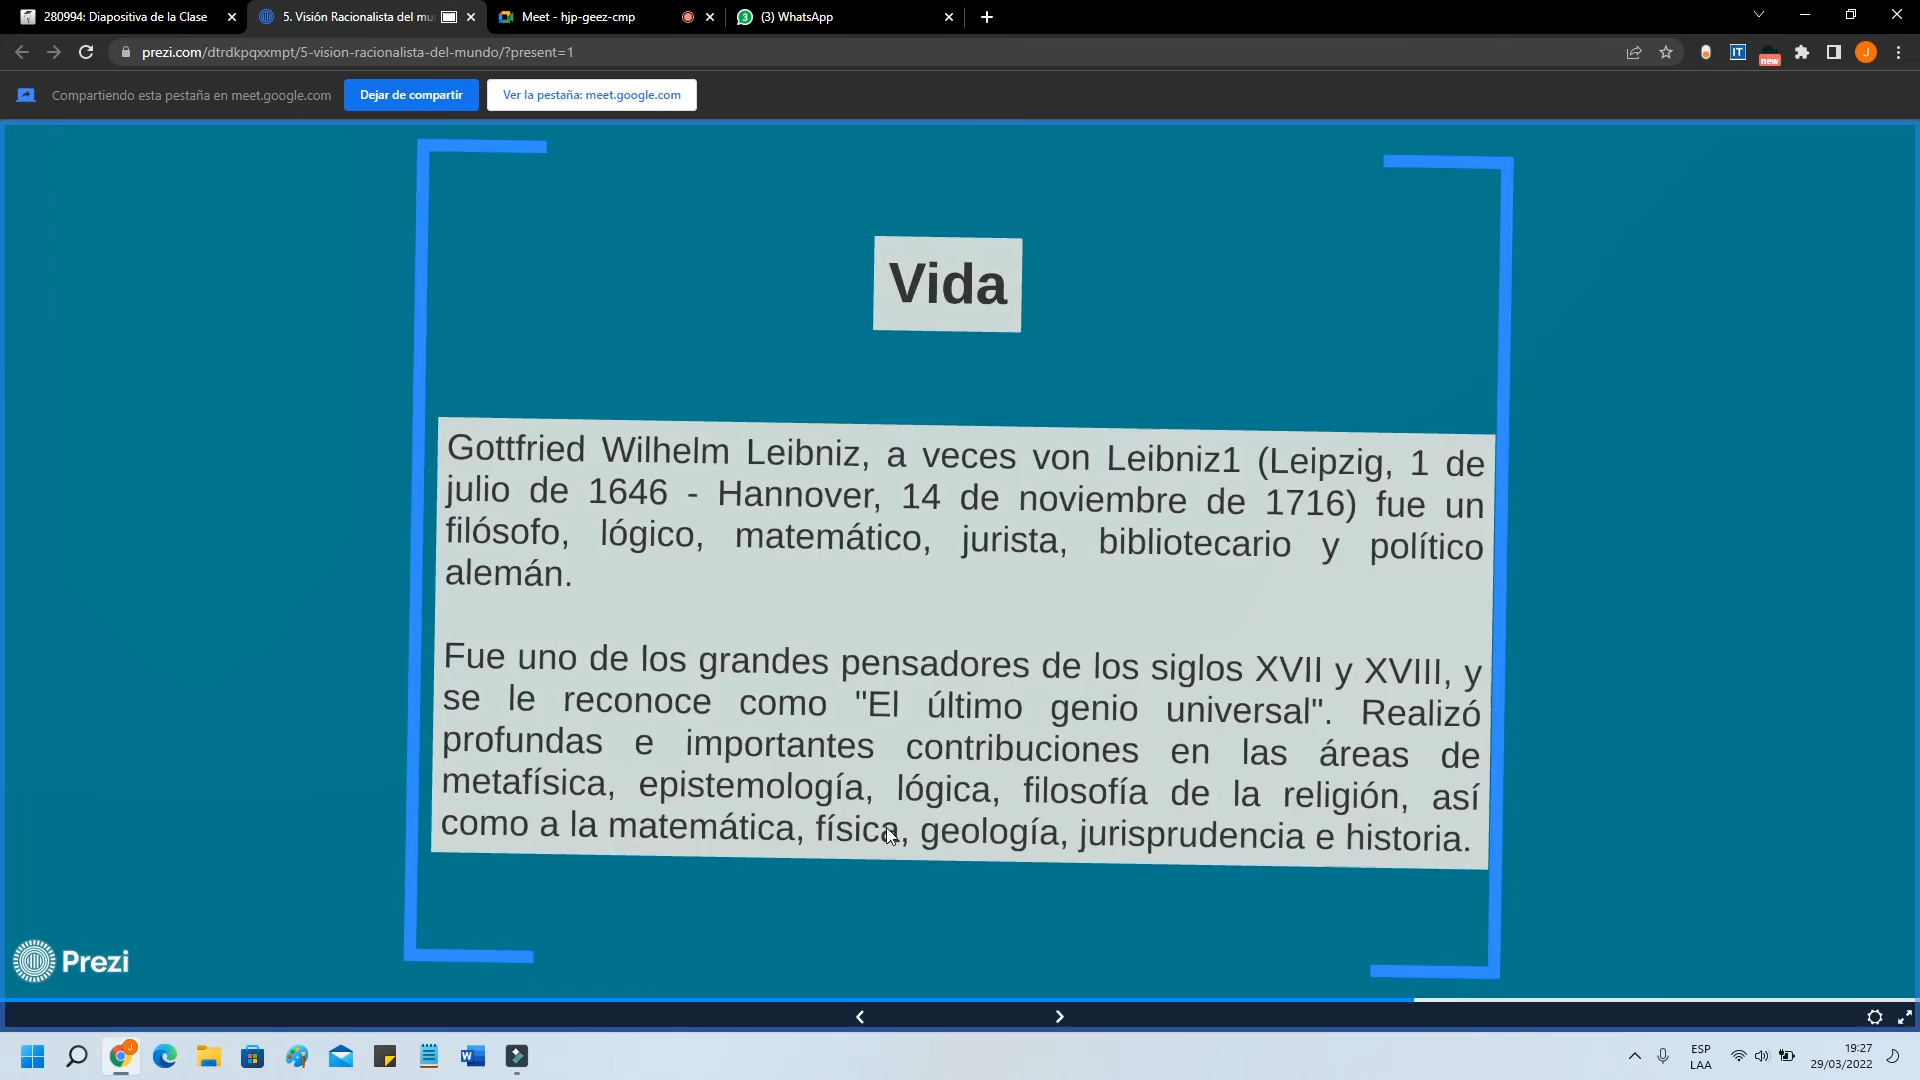 280994: Diapositiva de la Clase
5. Visión Racionalista del mu
Meet - hjp-geez-cmp
(3) WhatsApp
prezi.com/dtrdkpqxxmpt/5-vision-racionalista-del-mundo/?present=1
IT
new
J
Compartiendo esta pestaña en meet.google.com
Dejar de compartir
Ver la pestaña: meet.google.com
Vida
Gottfried Wilhelm Leibniz, a veces von Leibniz1 (Leipzig, 1 de
julio de 1646 - Hannover, 14 de noviembre de 1716) fue un
filósofo, lógico, matemático, jurista, bibliotecario y político
alemán.
Fue uno de los grandes pensadores de los siglos XVII y XVIII, y
se le reconoce como "El último genio universal". Realizó
profundas e importantes contribuciones en las áreas de
metafísica, epistemología, lógica, filosofía de la religión, así
como a la matemática, física, geología, jurisprudencia e historia.
Prezi
ESP
LAA
19:27
29/03/2022